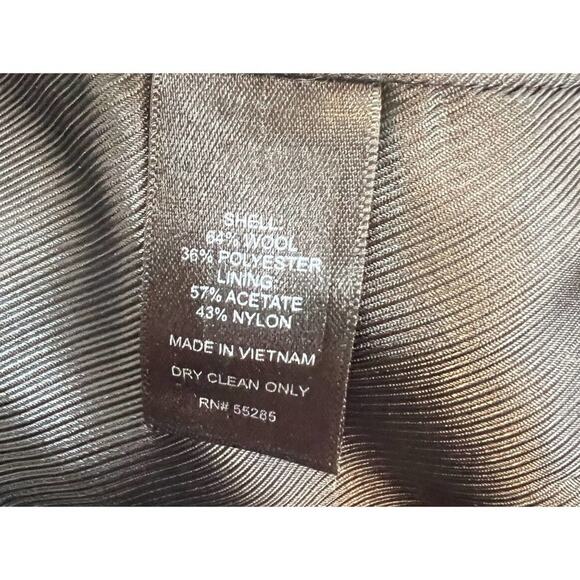 SHELL:
64% WOOL
36% POLYESTER
LINING:
57% ACETATE
43% NYLON
MADE IN VIETNAM
DRY CLEAN ONLY
RN# 55285